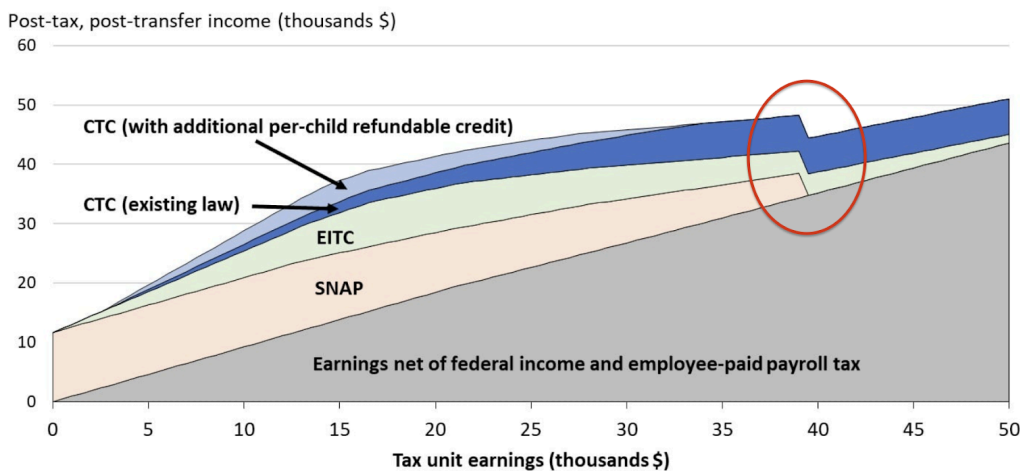 Post-tax, post-transfer income (thousands $)
60
50
40
30
20
10
0
CTC (with additional per-child refundable credit)
CTC (existing law)
EITC
SNAP
Earnings net of federal income and employee-paid payroll tax
0 5 10 15 20 25 30 35 40 45 50
Tax unit earnings (thousands $)